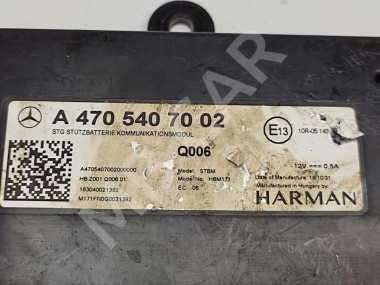 A 470 540 70 02
STG STÜTZBATTERIE KOMMUNIKATIONSMODUL
Q006
E13
10R-05 143
12V 0,5A
A4705407002000000
HB Z001 Q006 01
183040021392
M171FN0G0021392
Model: STBM
Model No.: HBM171
EC: 06
Date of Manufacture: 18/10/31
Manufactured in Hungary by
HARMAN